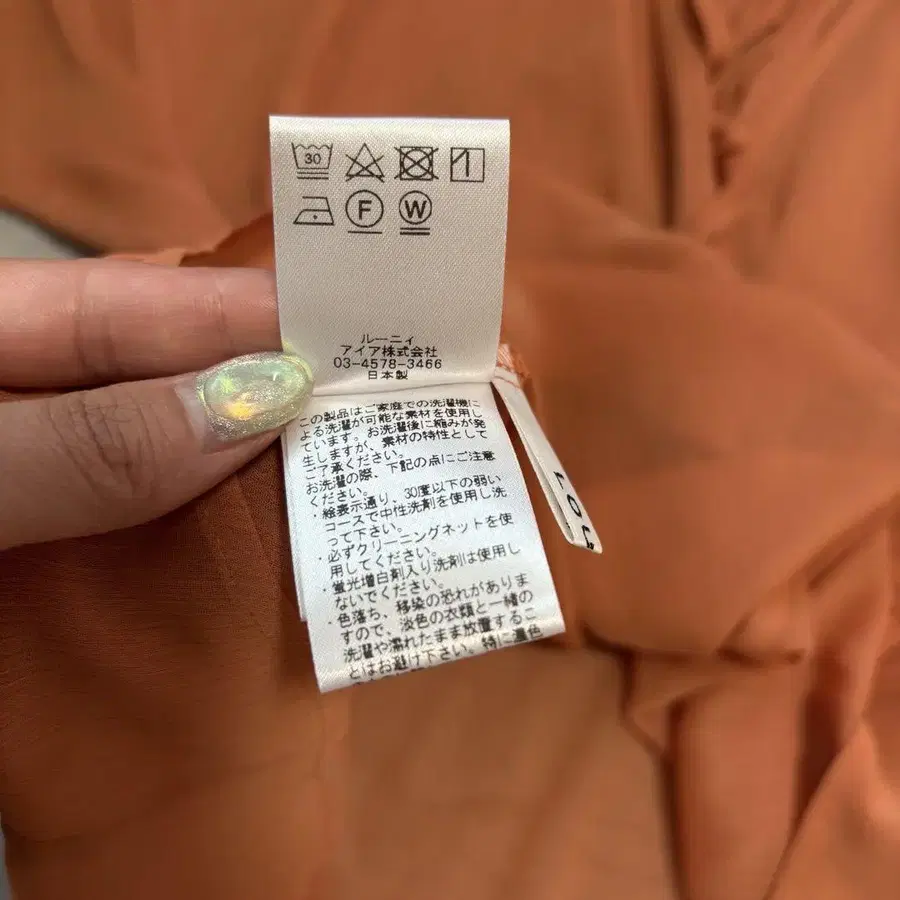 30
F W
ルーニィ
アイア株式会社
03-4578-3466
日本製
この製品はご家庭での洗濯機に
よる洗濯が可能な素材を使用し
ています。お洗濯後に縮みが発
生しますが、素材の特性として
ご了承ください。
お洗濯の際、下記の点にご注意
ください。
・絵表示通り、30度以下の弱い
コースで中性洗剤を使用し洗
って下さい。
・必ずクリーニングネットを使
用してください。
・蛍光増白剤入り洗剤は使用し
ないでください。
・色落ち、移染の恐れがありま
すので、淡色の衣類と一緒の
洗濯や濡れたまま放置するこ
とはお避け下さい。特に濃色